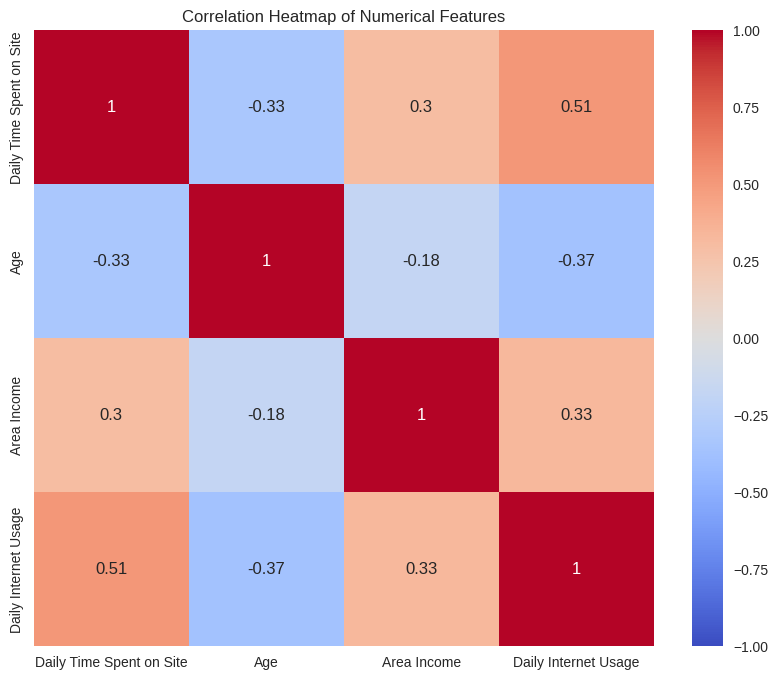 Correlation Heatmap of Numerical Features
Daily Time Spent on Site
1
-0.33
0.3
0.51
Age
-0.33
1
-0.18
-0.37
Area Income
0.3
-0.18
1
0.33
Daily Internet Usage
0.51
-0.37
0.33
1
Daily Time Spent on Site
Age
Area Income
Daily Internet Usage
1.00
0.75
0.50
0.25
0.00
−0.25
−0.50
−0.75
−1.00